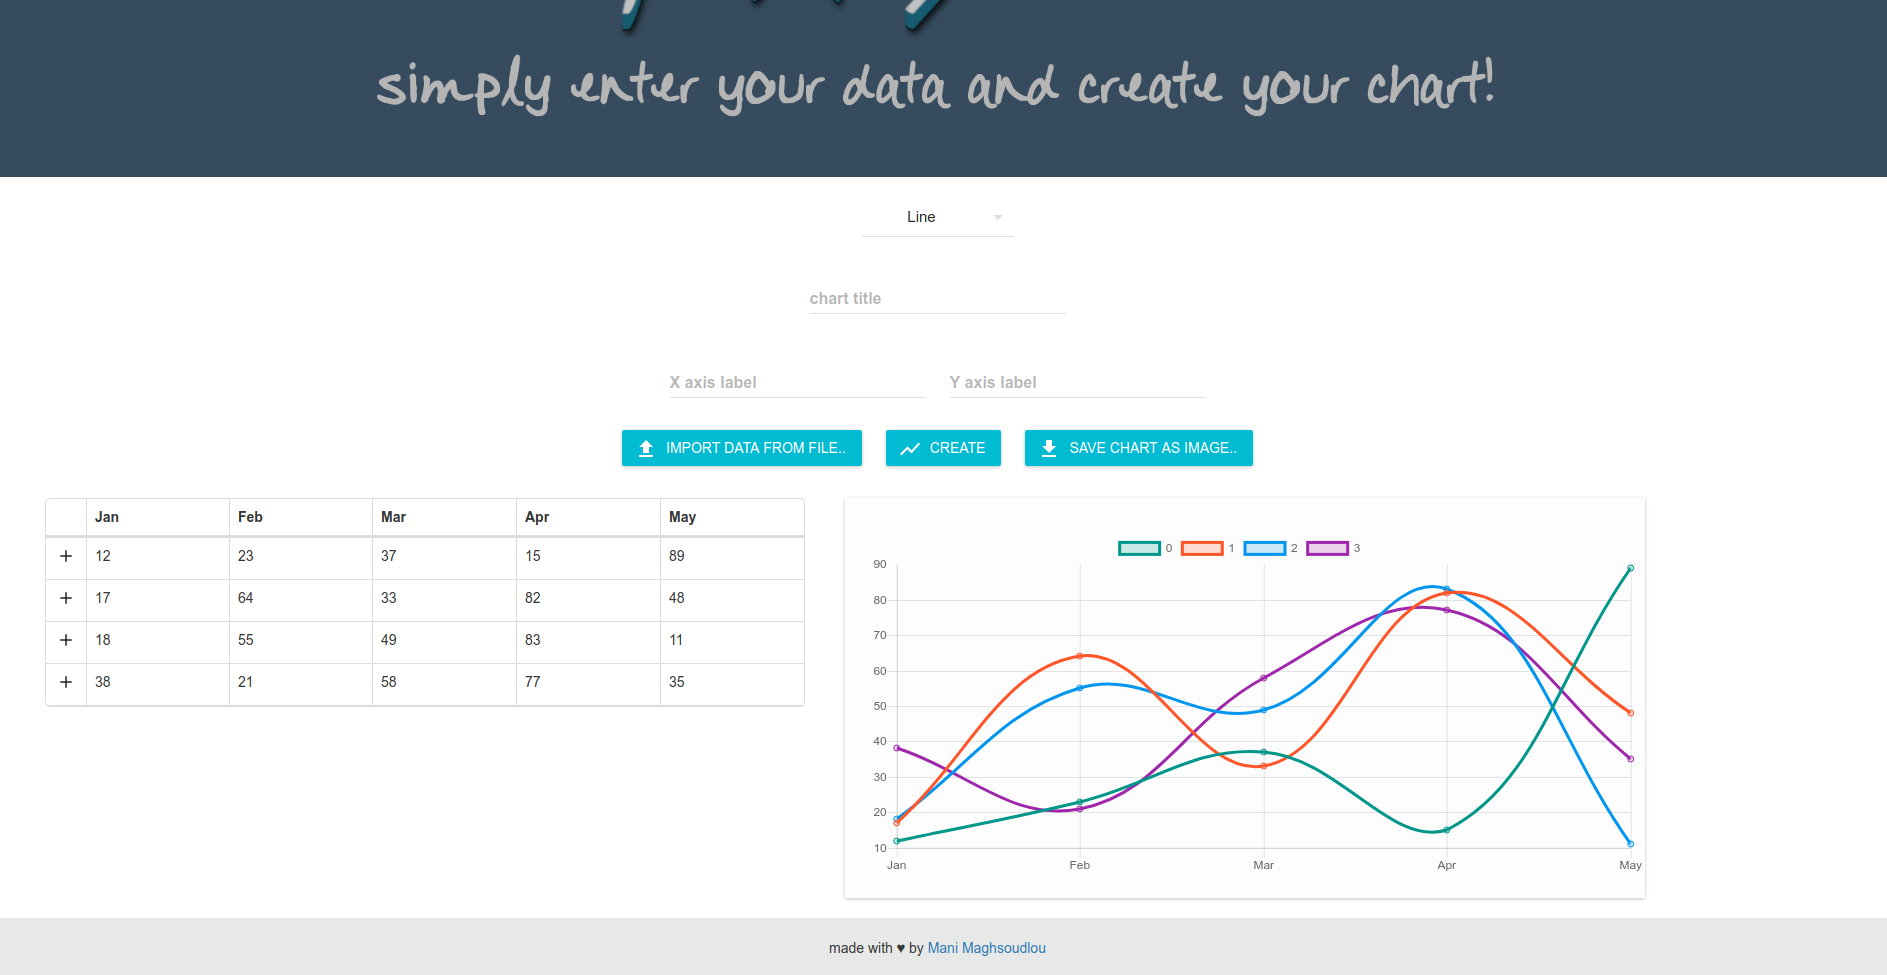 simply enter your data and create your chart!
Line
chart title
X axis label Y axis label
IMPORT DATA FROM FILE.. CREATE SAVE CHART AS IMAGE..
Jan Feb Mar Apr May
12 23 37 15 89
17 64 33 82 48
18 55 49 83 11
38 21 58 77 35
0 1 2 3
90
80
70
60
50
40
30
20
10
Jan Feb Mar Apr May
made with ♥ by Mani Maghsoudlou